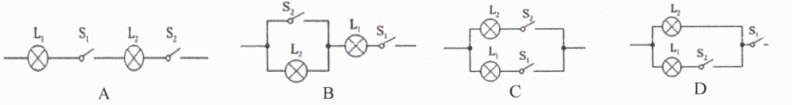 L₁ S₁ L₂ S₂
A
S₂
L₂
L₁ S₁
B
L₂ S₂
L₁ S₁
C
L₂
L₁ S₂
S₁
D